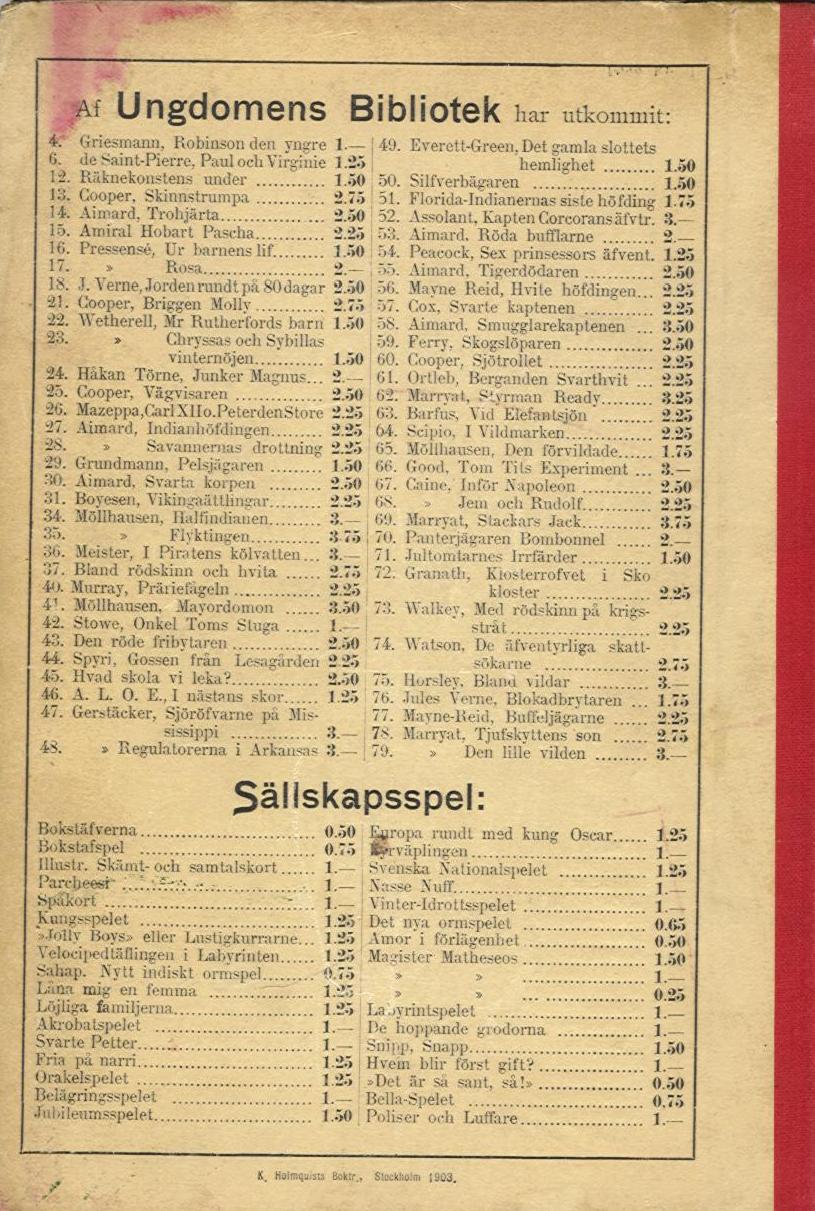 Af Ungdomens Bibliotek har utkommit:
4. Griesmann, Robinson den yngre 1.—
6. de Saint-Pierre, Paul och Virginie 1.25
12. Räknekonstens under ............ 1.50
13. Cooper, Skinnstrumpa ............ 2.75
14. Aimard, Trohjärta.................. 2.50
15. Amiral Hobart Pascha............ 2.25
16. Pressensé, Ur barnens lif......... 1.50
17. » Rosa........................ 2.—
18. J. Verne, Jorden rundt på 80 dagar 2.50
21. Cooper, Briggen Molly............ 2.75
22. Wetherell, Mr Rutherfords barn 1.50
23. » Chryssas och Sybillas
vinternöjen............ 1.50
24. Håkan Törne, Junker Magnus... 2.—
25. Cooper, Vägvisaren ............... 2.50
26. Mazeppa, Carl XII o. Peter den Store 2.25
27. Aimard, Indianhöfdingen......... 2.25
28. » Savannernas drottning 2.25
29. Grundmann, Pelsjägaren ......... 1.50
30. Aimard, Svarta korpen ......... 2.50
31. Boyesen, Vikingaättlingar......... 2.25
34. Möllhausen, Halfindianen......... 3.—
35. » Flyktingen............ 3.75
36. Meister, I Piratens kölvatten... 3.—
37. Bland rödskinn och hvita ...... 2.75
40. Murray, Präriefågeln ............... 2.25
41. Möllhausen, Mayordomon ...... 3.50
42. Stowe, Onkel Toms Stuga ...... 1.—
43. Den röde fribytaren ............... 2.50
44. Spyri, Gossen från Lesagården 2.25
45. Hvad skola vi leka?............... 2.50
46. A. L. O. E., I nästans skor...... 1.25
47. Gerstäcker, Sjöröfvarne på Mis-
sissippi ............... 3.—
48. » Regulatorerna i Arkansas 3.—
49. Everett-Green, Det gamla slottets
hemlighet ......... 1.50
50. Silfverbägaren ..................... 1.50
51. Florida-Indianernas siste höfding 1.75
52. Assolant, Kapten Corcorans äfvtr. 3.—
53. Aimard, Röda bufflarne ......... 2.—
54. Peacock, Sex prinsessors äfvent. 1.25
55. Aimard, Tigerdödaren ............ 2.50
56. Mayne Reid, Hvite höfdingen... 2.25
57. Cox, Svarte kaptenen ............ 2.25
58. Aimard, Smugglarekaptenen ... 3.50
59. Ferry, Skogslöparen ............... 2.50
60. Cooper, Sjötrollet .................. 2.25
61. Ortleb, Berganden Svarthvit ... 2.25
62. Marryat, Styrman Ready......... 3.25
63. Barfus, Vid Elefantsjön ......... 2.25
64. Scipio, I Vildmarken............... 2.25
65. Möllhausen, Den förvildade...... 1.75
66. Good, Tom Tits Experiment ... 3.—
67. Caine, Inför Napoleon ............ 2.50
68. » Jem och Rudolf............ 2.25
69. Marryat, Stackars Jack............ 3.75
70. Panterjägaren Bombonnel ...... 2.—
71. Jultomtarnes Irrfärder ............ 1.50
72. Granath, Klosterrofvet i Sko
kloster ..................... 2.25
73. Walkey, Med rödskinn på krigs-
stråt ........................ 2.25
74. Watson, De äfventyrliga skatt-
sökarne .................. 2.75
75. Horsley, Bland vildar ............ 3.—
76. Jules Verne, Blokadbrytaren ... 1.75
77. Mayne-Reid, Buffeljägarne ...... 2.25
78. Marryat, Tjufskyttens son ...... 2.75
79. » Den lille vilden ......... 3.—
Sällskapsspel:
Bokstäfverna.............................. 0.50
Bokstafspel ................................ 0.75
Illustr. Skämt- och samtalskort ...... 1.—
Parcheesi .................. 1.—
Spåkort ....................................... 1.—
Kungsspelet ................................ 1.25
»Jolly Boys» eller Lustigkurrarne... 1.25
Velocipedtäflingen i Labyrinten...... 1.25
Sahap. Nytt indiskt ormspel......... 0.75
Låna mig en femma .................. 1.25
Löjliga familjerna........................ 1.25
Akrobatspelet .............................. 1.—
Svarte Petter................................ 1.—
Fria på narri.............................. 1.25
Orakelspelet ................................ 1.25
Belägringsspelet ........................... 1.—
Jubileumsspelet........................... 1.50
Europa rundt med kung Oscar...... 1.25
Korväplingen .............................. 1.—
Svenska Nationalspelet ............... 1.25
Nasse Nuff.................................. 1.—
Vinter-Idrottsspelet ..................... 1.—
Det nya ormspelet ..................... 0.65
Amor i förlägenhet ..................... 0.50
Magister Matheseos ..................... 1.50
» » ..................... 1.—
» » ... .................. 0.25
Labyrintspelet .............................. 1.—
De hoppande grodorna ............... 1.—
Snipp, Snapp.............................. 1.50
Hvem blir först gift? .................. 1.—
»Det är så sant, så!» .................. 0.50
Bella-Spelet ................................ 0.75
Poliser och Luffare..................... 1.—
K. Holmquists Boktr., Stockholm 1903.